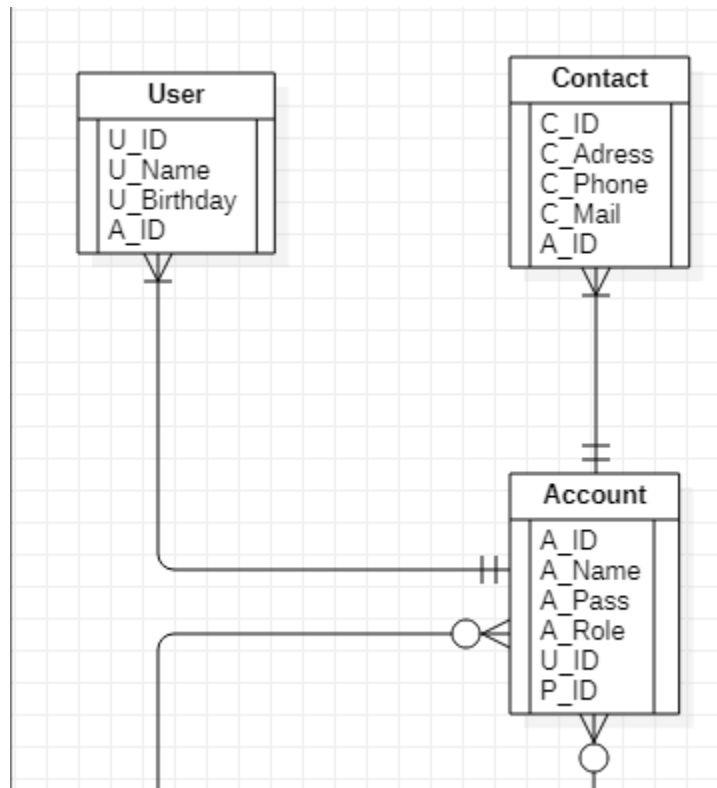 User
U_ID
U_Name
U_Birthday
A_ID
Contact
C_ID
C_Adress
C_Phone
C_Mail
A_ID
Account
A_ID
A_Name
A_Pass
A_Role
U_ID
P_ID